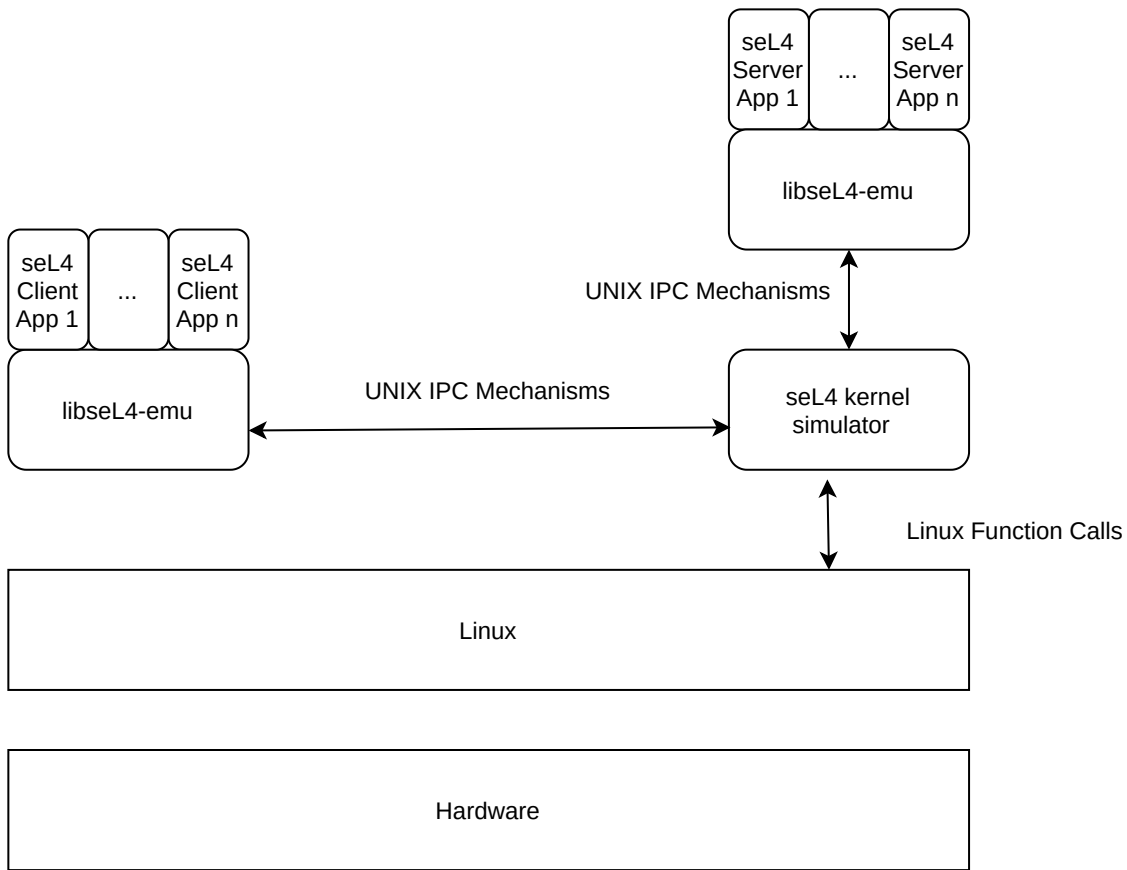 seL4
Server
App 1
...
seL4
Server
App n
libseL4-emu
UNIX IPC Mechanisms
seL4
Client
App 1
...
seL4
Client
App n
libseL4-emu
UNIX IPC Mechanisms
seL4 kernel
simulator
Linux Function Calls
Linux
Hardware